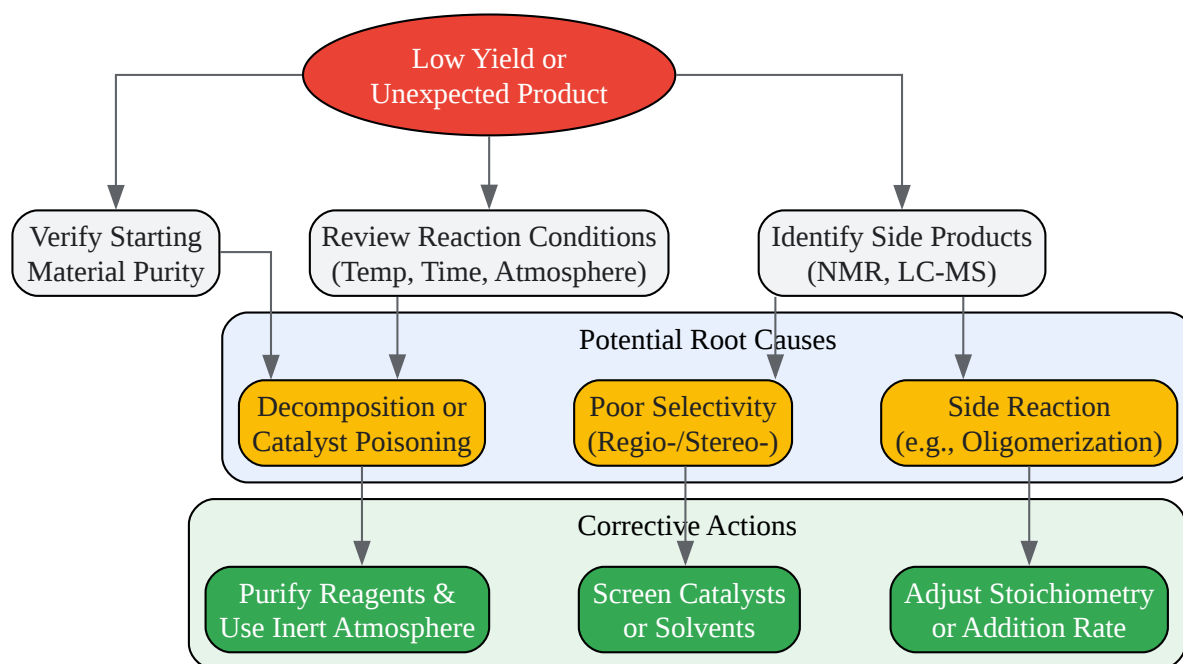 Low Yield or
Unexpected Product
Verify Starting
Material Purity
Review Reaction Conditions
(Temp, Time, Atmosphere)
Identify Side Products
(NMR, LC-MS)
Potential Root Causes
Decomposition or
Catalyst Poisoning
Poor Selectivity
(Regio-/Stereo-)
Side Reaction
(e.g., Oligomerization)
Corrective Actions
Purify Reagents &
Use Inert Atmosphere
Screen Catalysts
or Solvents
Adjust Stoichiometry
or Addition Rate